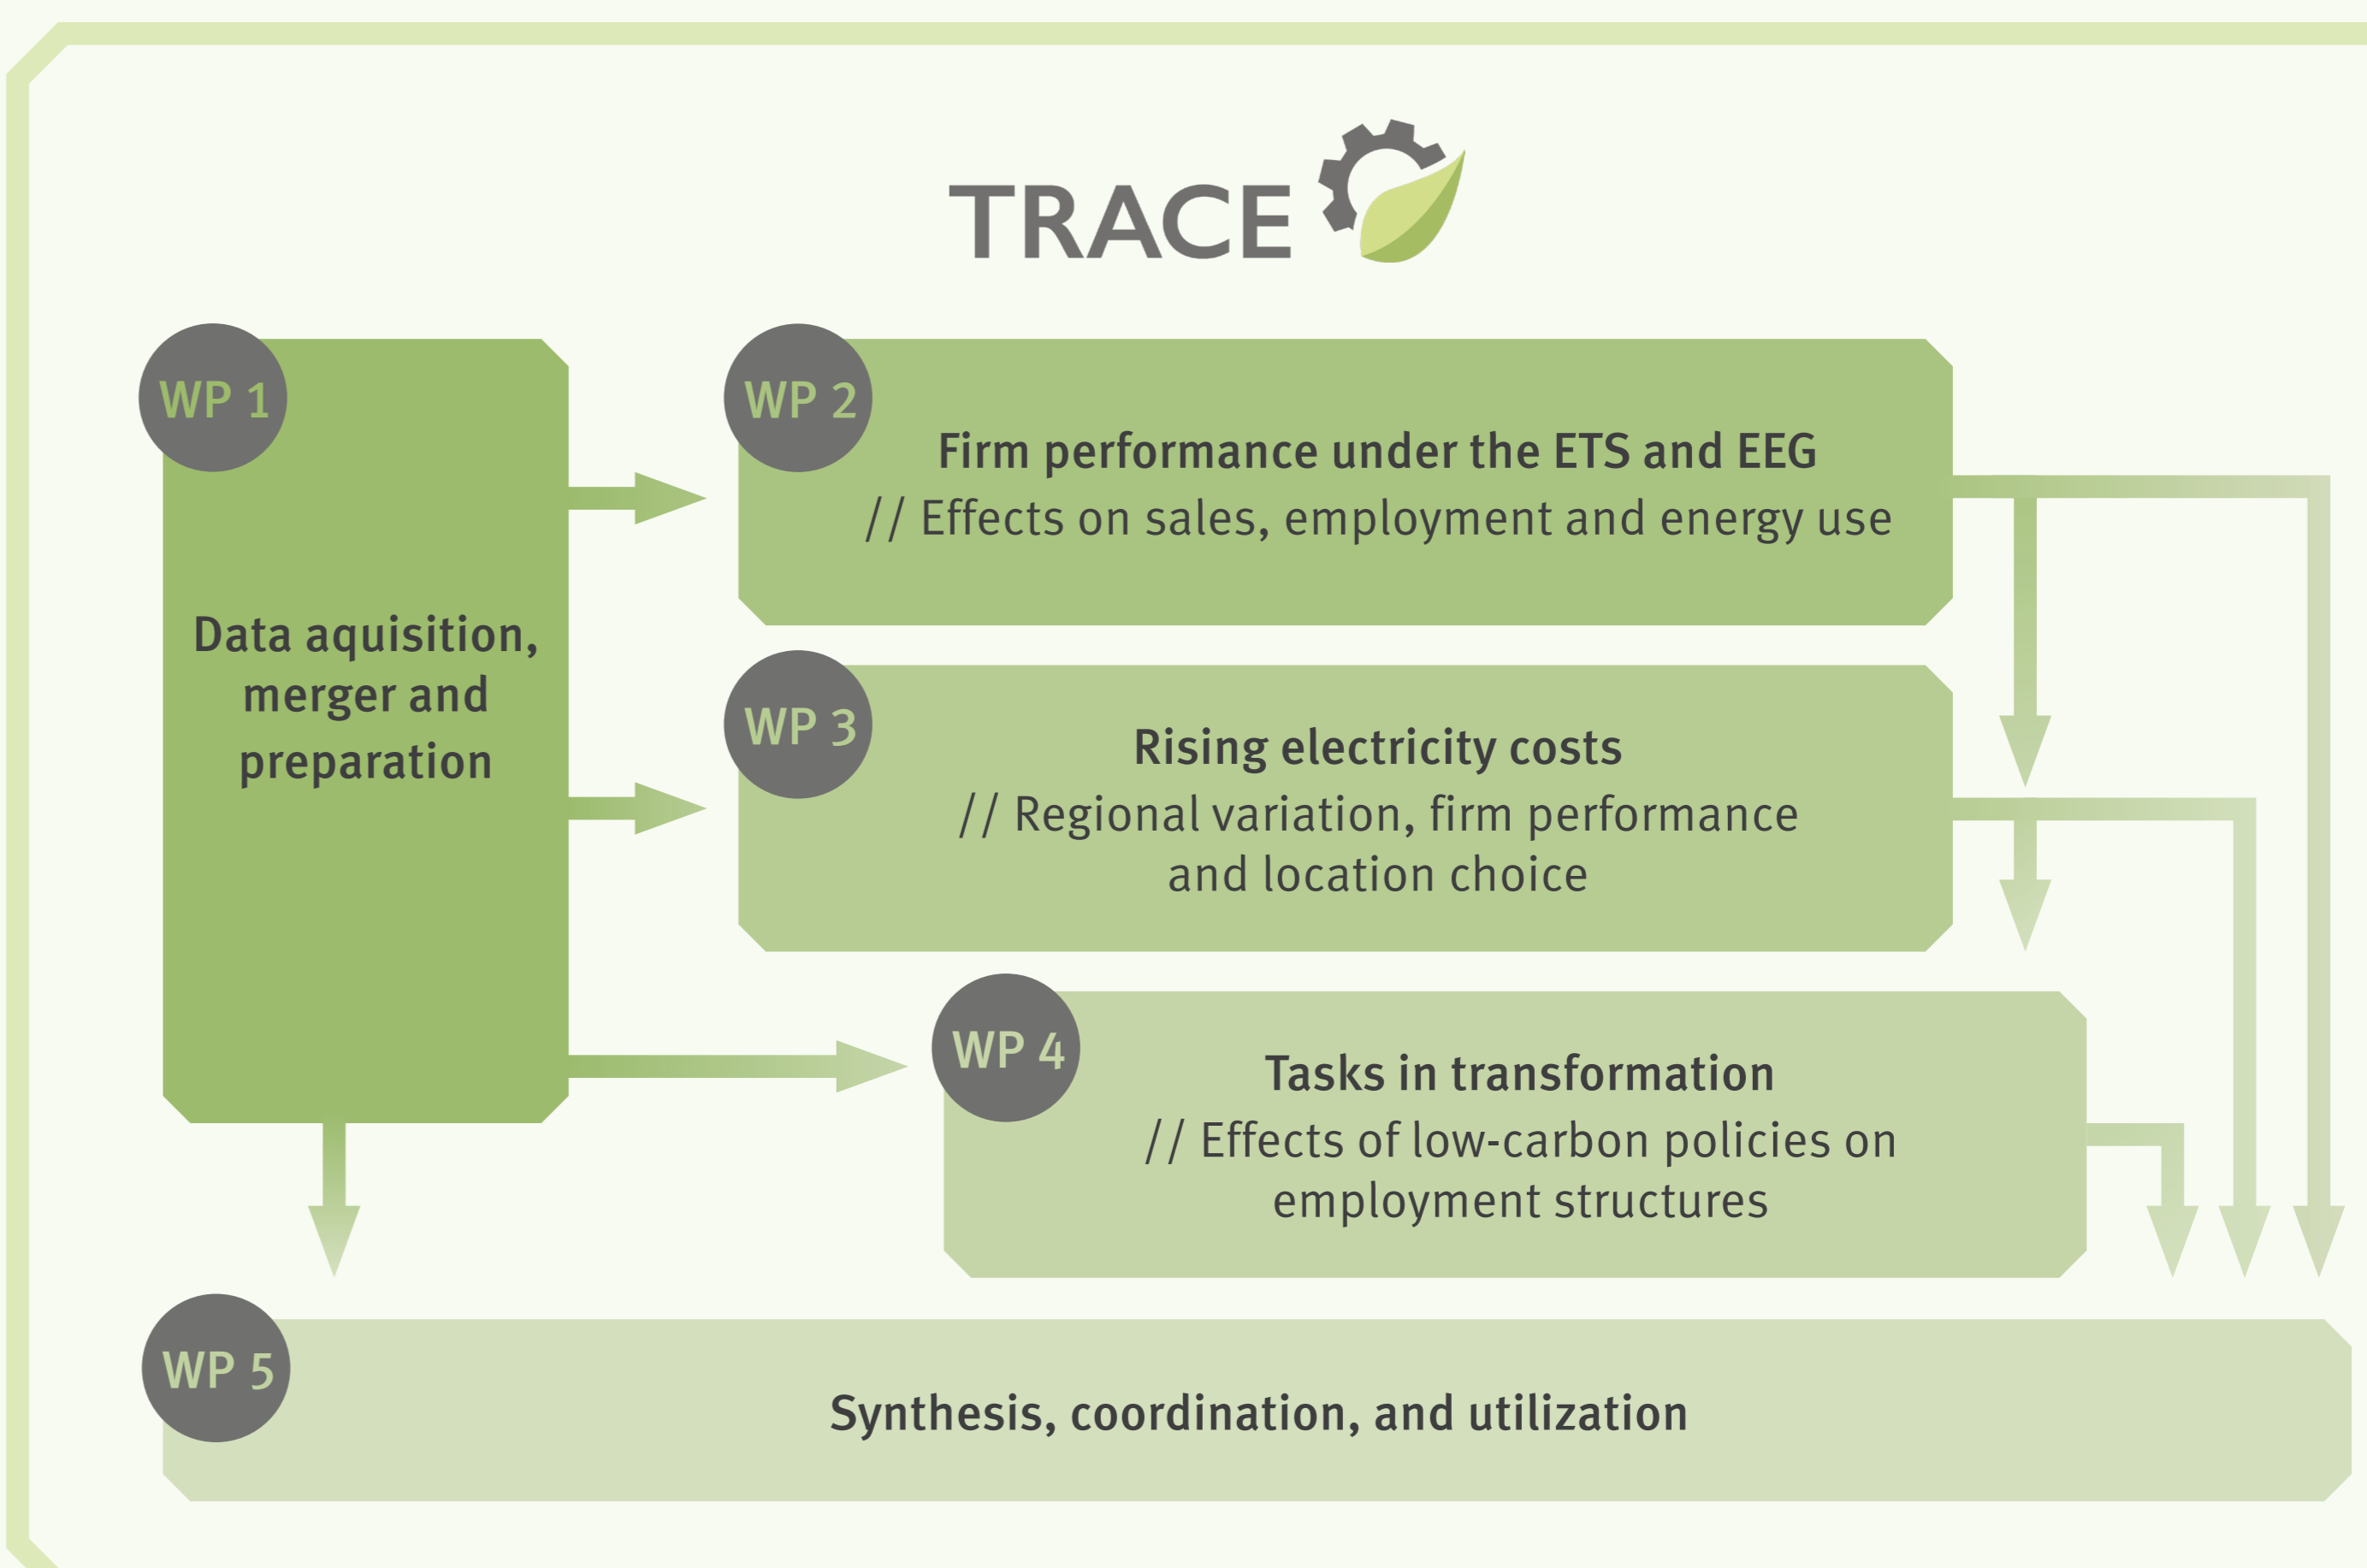 TRACE
WP 1
Data aquisition,
merger and
preparation
WP 2
Firm performance under the ETS and EEG
// Effects on sales, employment and energy use
WP 3
Rising electricity costs
// Regional variation, firm performance
and location choice
WP 4
Tasks in transformation
// Effects of low-carbon policies on
employment structures
WP 5
Synthesis, coordination, and utilization